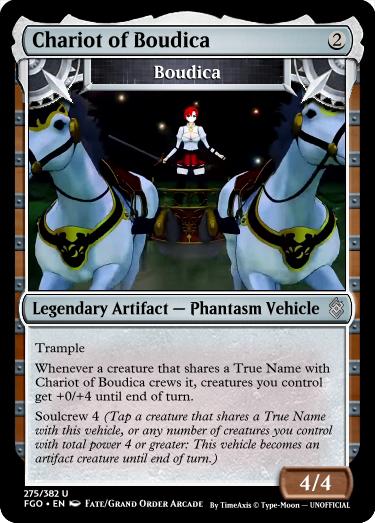 Chariot of Boudica 2
Boudica
Legendary Artifact — Phantasm Vehicle
Trample
Whenever a creature that shares a True Name with
Chariot of Boudica crews it, creatures you control
get +0/+4 until end of turn.
Soulcrew 4 (Tap a creature that shares a True Name
with this vehicle, or any number of creatures you control
with total power 4 or greater: This vehicle becomes an
artifact creature until end of turn.)
4/4
275/382 U
FGO • EN Fate/Grand Order Arcade By TimeAxis © Type-Moon — UNOFFICIAL